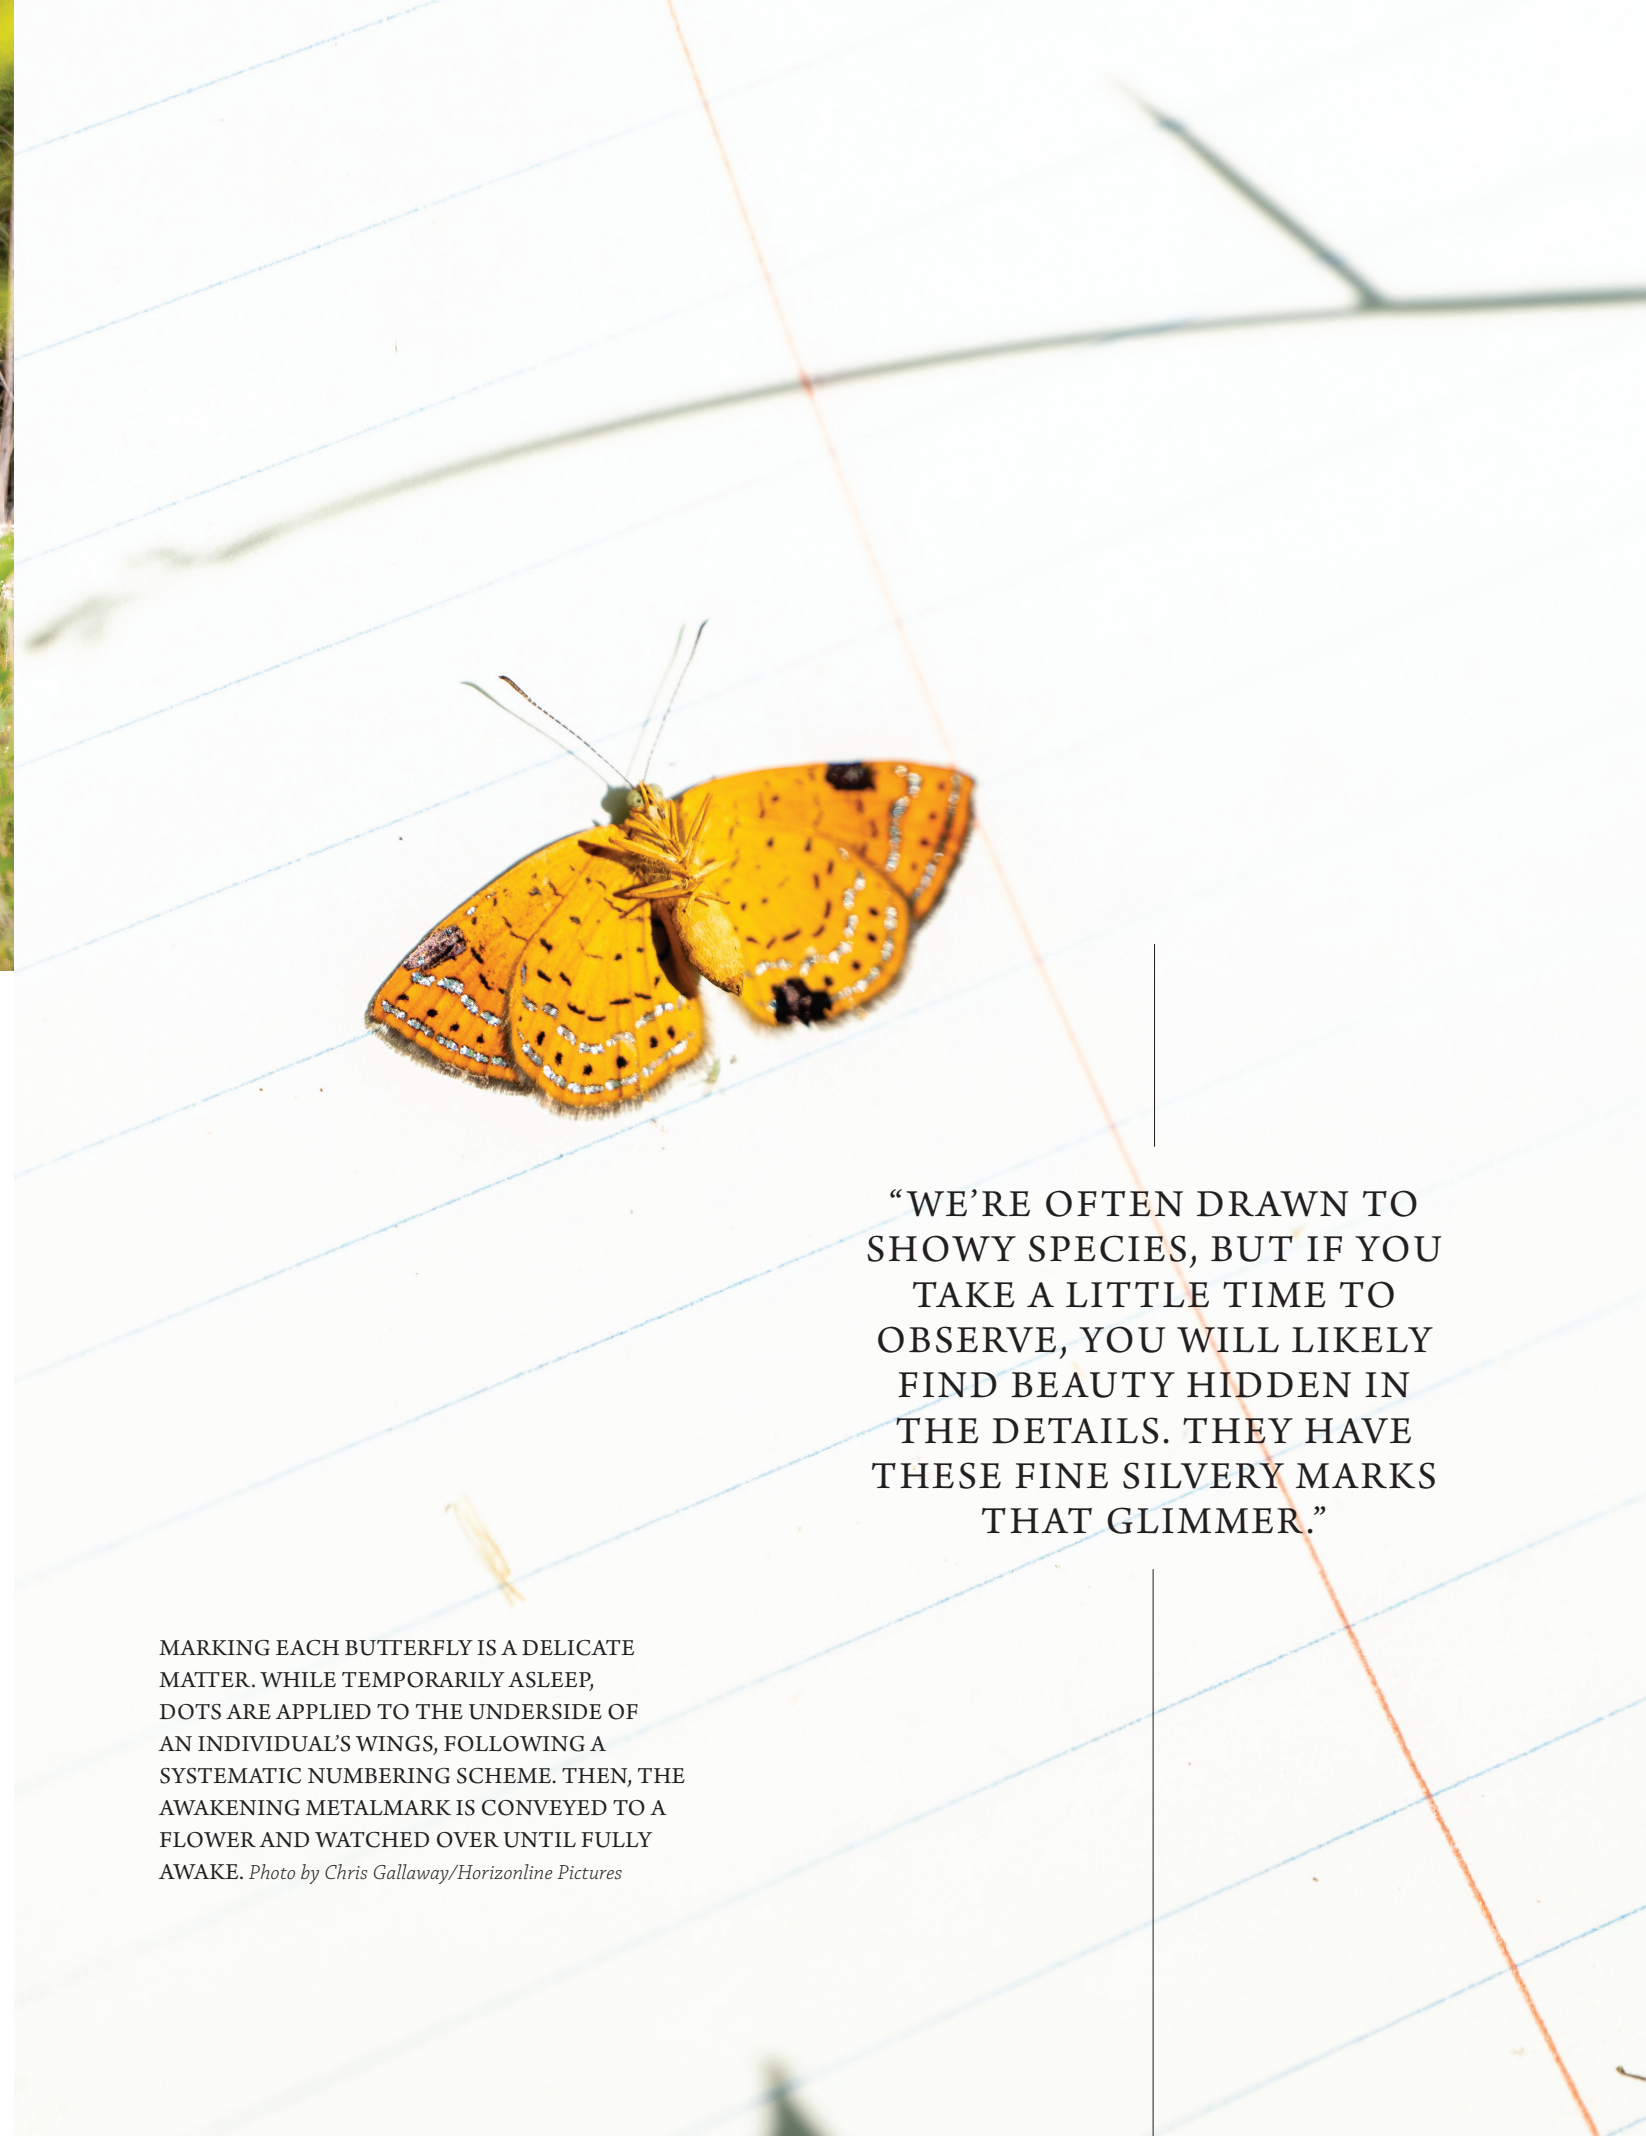 “WE’RE OFTEN DRAWN TO
SHOWY SPECIES, BUT IF YOU
TAKE A LITTLE TIME TO
OBSERVE, YOU WILL LIKELY
FIND BEAUTY HIDDEN IN
THE DETAILS. THEY HAVE
THESE FINE SILVERY MARKS
THAT GLIMMER.”
MARKING EACH BUTTERFLY IS A DELICATE
MATTER. WHILE TEMPORARILY ASLEEP,
DOTS ARE APPLIED TO THE UNDERSIDE OF
AN INDIVIDUAL’S WINGS, FOLLOWING A
SYSTEMATIC NUMBERING SCHEME. THEN, THE
AWAKENING METALMARK IS CONVEYED TO A
FLOWER AND WATCHED OVER UNTIL FULLY
AWAKE. Photo by Chris Gallaway/Horizonline Pictures